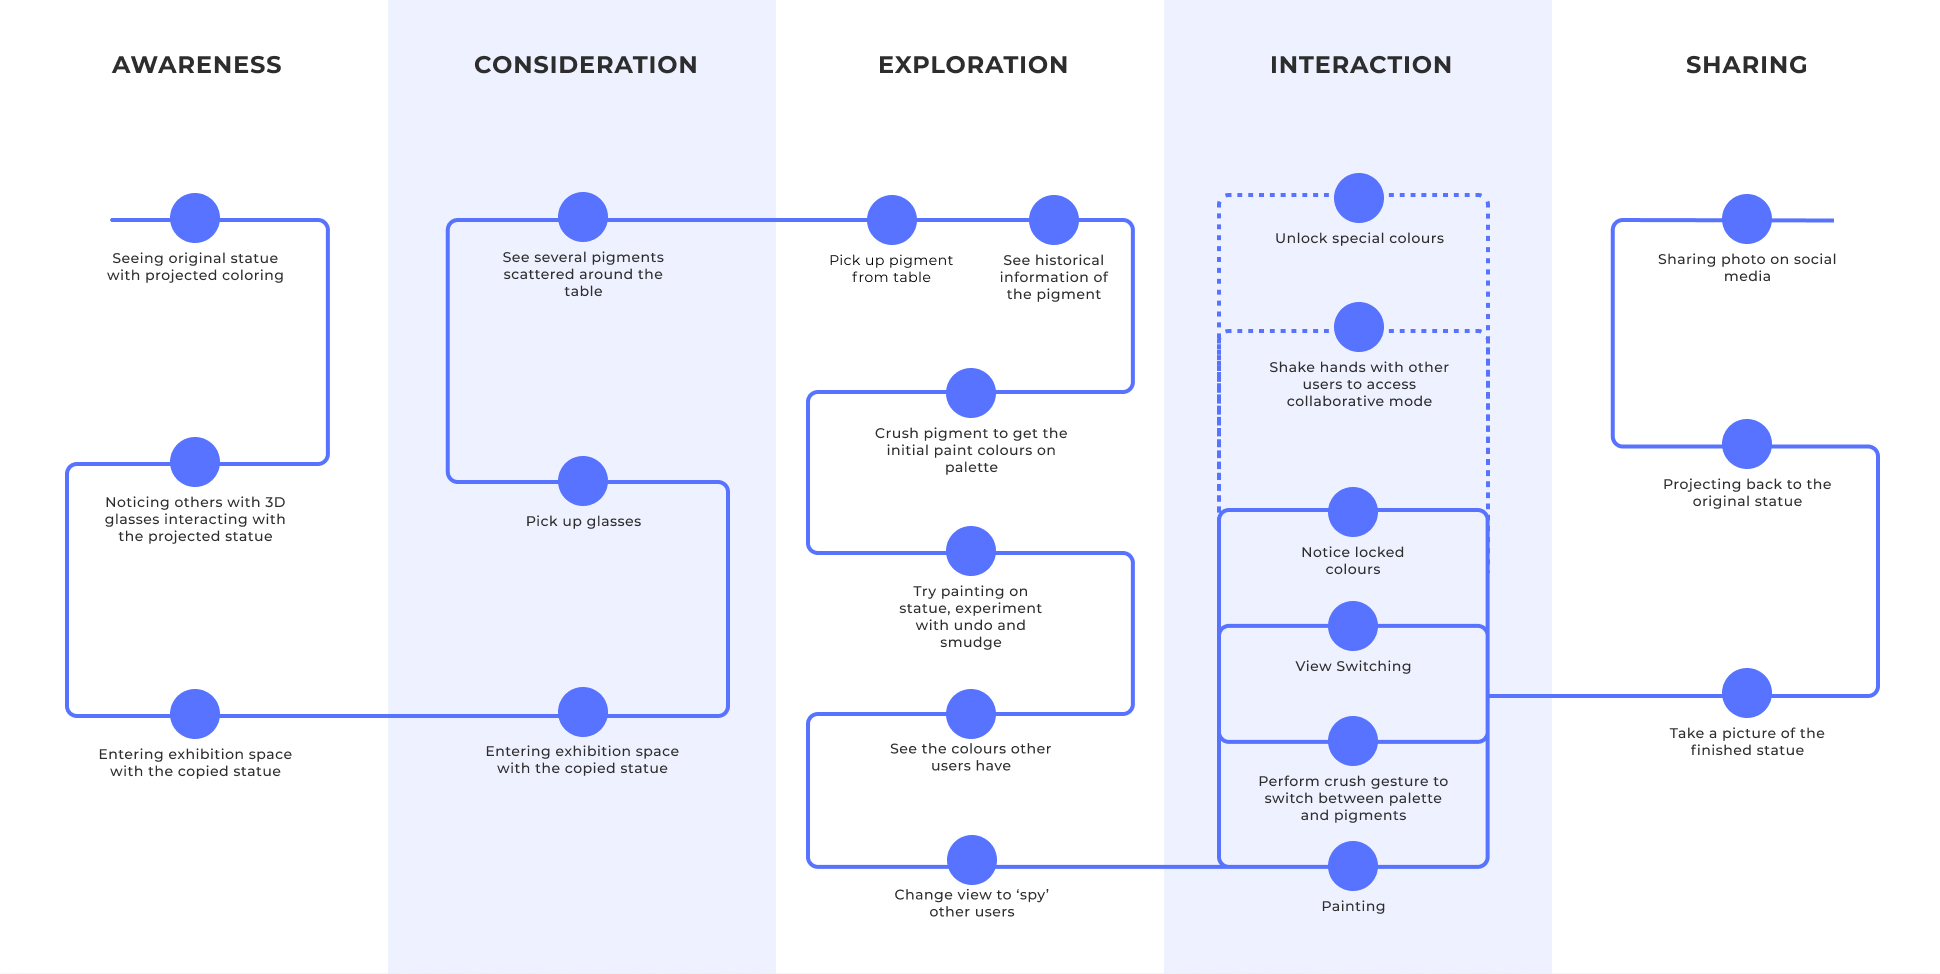 AWARENESS
CONSIDERATION
EXPLORATION
INTERACTION
SHARING
Seeing original statue
with projected coloring
Noticing others with 3D
glasses interacting with
the projected statue
Entering exhibition space
with the copied statue
See several pigments
scattered around the
table
Pick up glasses
Entering exhibition space
with the copied statue
Pick up pigment
from table
See historical
information of
the pigment
Crush pigment to get the
initial paint colours on
palette
Try painting on
statue, experiment
with undo and
smudge
See the colours other
users have
Change view to ‘spy’
other users
Unlock special colours
Shake hands with other
users to access
collaborative mode
Notice locked
colours
View Switching
Perform crush gesture to
switch between palette
and pigments
Painting
Sharing photo on social
media
Projecting back to the
original statue
Take a picture of the
finished statue